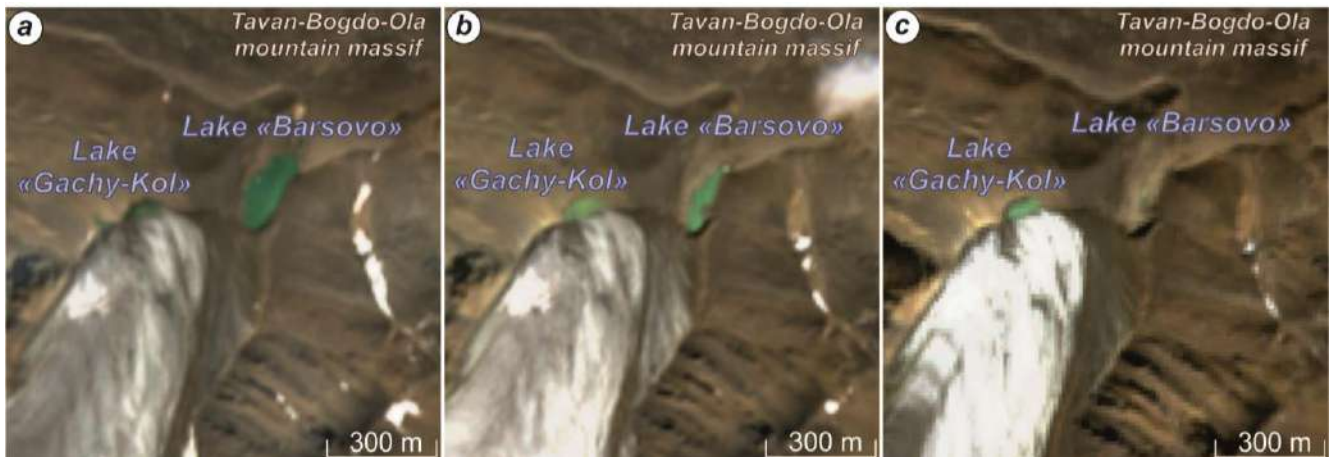 a
Tavan-Bogdo-Ola
mountain massif
Lake «Barsovo»
Lake
«Gachy-Kol»
300 m
b
Tavan-Bogdo-Ola
mountain massif
Lake «Barsovo»
Lake
«Gachy-Kol»
300 m
c
Tavan-Bogdo-Ola
mountain massif
Lake «Barsovo»
Lake
«Gachy-Kol»
300 m